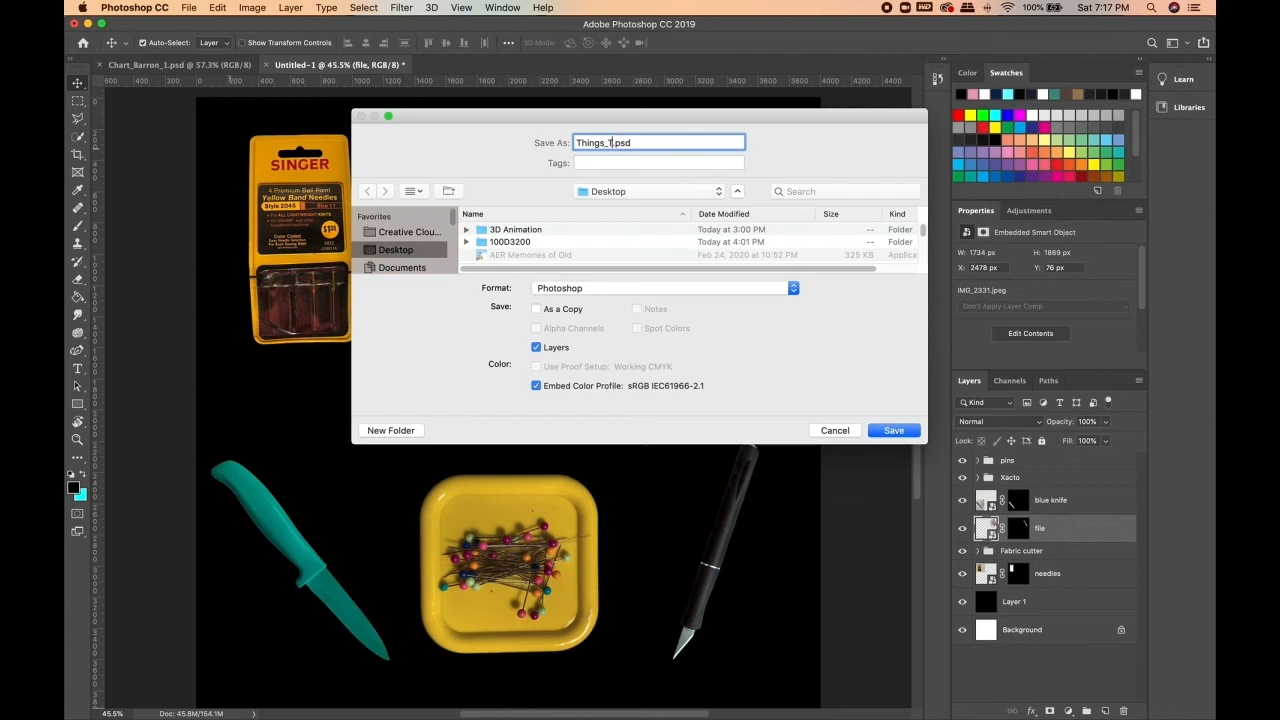 Photoshop CC File Edit Image Layer Type Select Filter 3D View Window Help 100% Sat 7:17 PM
Adobe Photoshop CC 2019
Auto-Select: Layer Show Transform Controls 3D Mode:
Chart_Barron_1.psd @ 57.3% (RGB/8) Untitled-1 @ 45.5% (file, RGB/8) *
Color Swatches
Learn
Libraries
Save As: Things_T.psd
Tags:
Desktop Search
Favorites
Creative Clou...
Desktop
Documents
Name Date Modified Size Kind
3D Animation Today at 3:00 PM -- Folder
100D3200 Today at 4:01 PM -- Folder
AER Memories of Old Feb 24, 2020 at 10:52 PM 325 KB Applica
Format: Photoshop
Save: As a Copy Notes
Alpha Channels Spot Colors
Layers
Color: Use Proof Setup: Working CMYK
Embed Color Profile: sRGB IEC61966-2.1
New Folder Cancel Save
SINGER
4 Premium Ball Point
Yellow Band Needles
Style 2045
Properties Adjustments
Embedded Smart Object
W: 1734 px H: 1869 px
X: 2478 px Y: 76 px
IMG_2331.jpeg
Don't Apply Layer Comp
Edit Contents
Layers Channels Paths
Kind
Normal Opacity: 100%
Lock: Fill: 100%
pins
Xacto
blue knife
file
Fabric cutter
needles
Layer 1
Background
45.5% Doc: 45.8M/154.1M